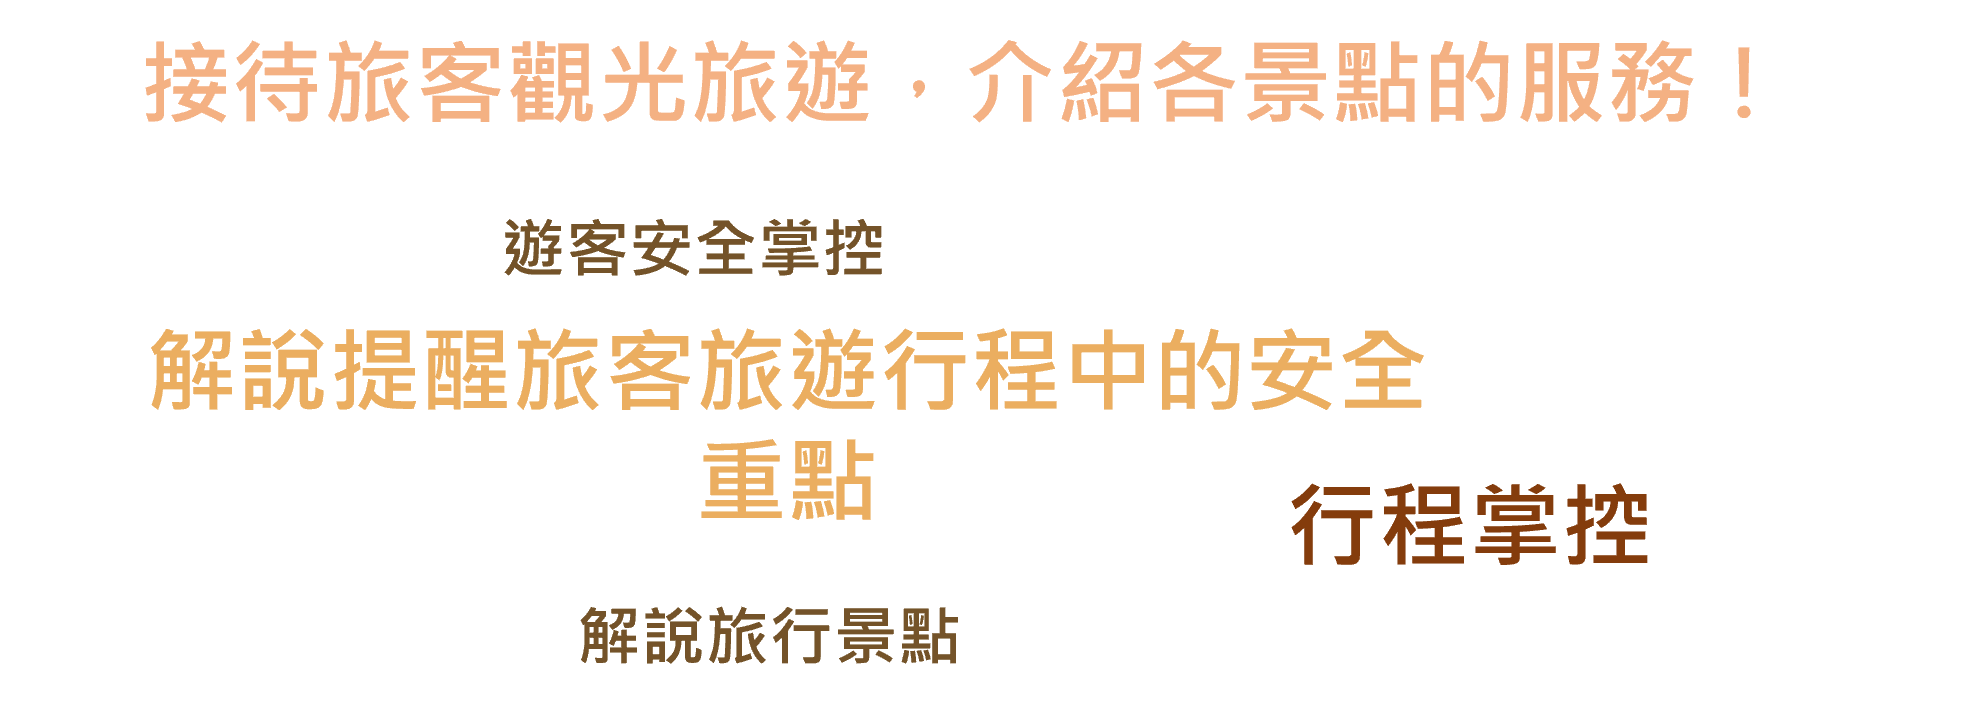 接待旅客觀光旅遊，介紹各景點的服務！
遊客安全掌控
解說提醒旅客旅遊行程中的安全
重點
行程掌控
解說旅行景點